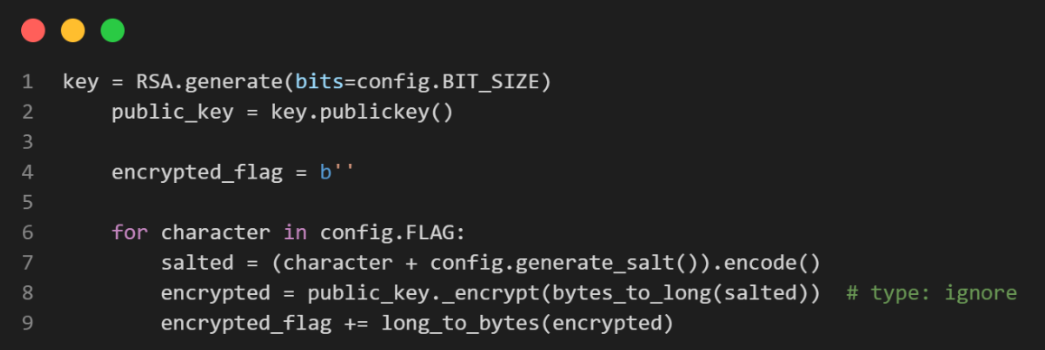 1 key = RSA.generate(bits=config.BIT_SIZE)
2     public_key = key.publickey()
3
4     encrypted_flag = b''
5
6     for character in config.FLAG:
7         salted = (character + config.generate_salt()).encode()
8         encrypted = public_key._encrypt(bytes_to_long(salted))  # type: ignore
9         encrypted_flag += long_to_bytes(encrypted)